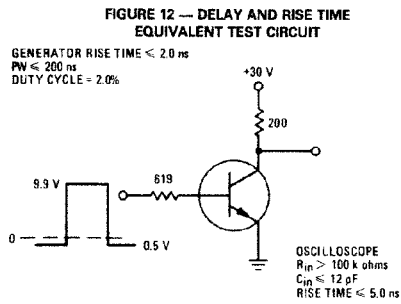 FIGURE 12 — DELAY AND RISE TIME
EQUIVALENT TEST CIRCUIT
GENERATOR RISE TIME ≤ 2.0 ns
PW ≤ 200 ns
DUTY CYCLE = 2.0%
+30 V
200
619
9.9 V
0
0.5 V
OSCILLOSCOPE
Rin > 100 k ohms
Cin ≤ 12 pF
RISE TIME ≤ 5.0 ns